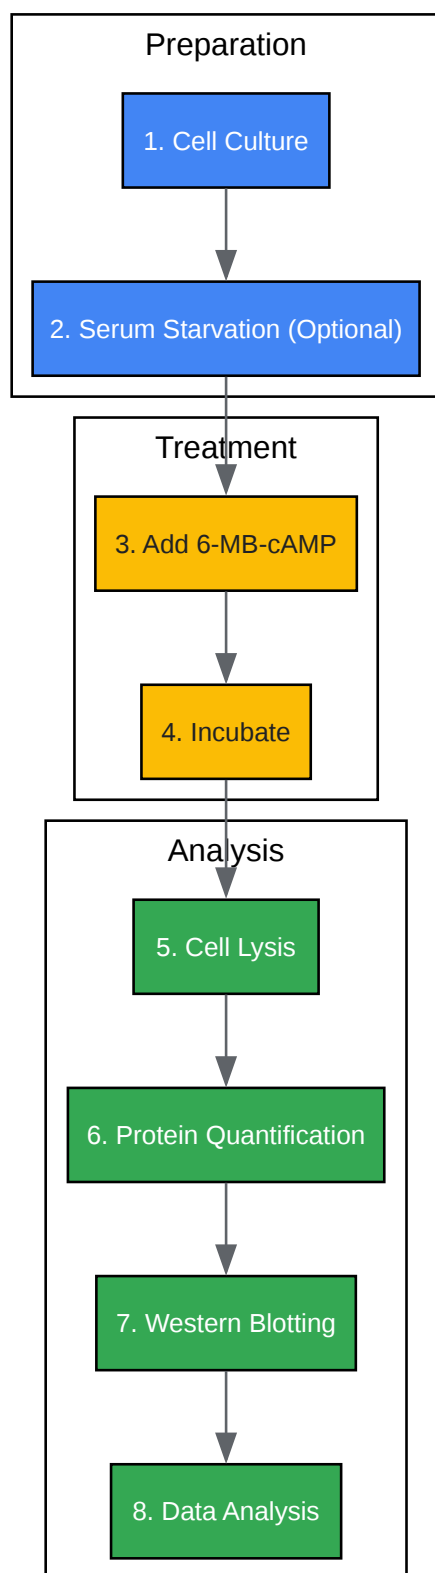 Preparation
1. Cell Culture
2. Serum Starvation (Optional)
Treatment
3. Add 6-MB-cAMP
4. Incubate
Analysis
5. Cell Lysis
6. Protein Quantification
7. Western Blotting
8. Data Analysis